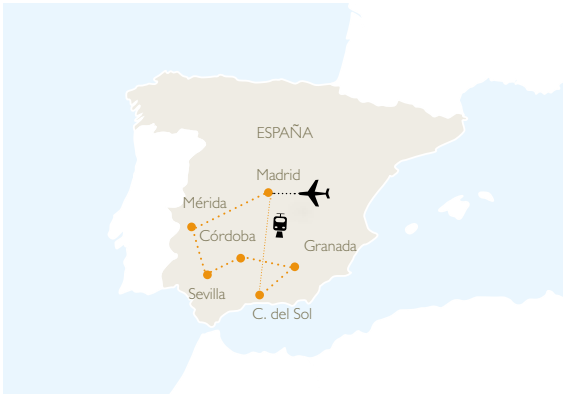 ESPAÑA
Madrid
Mérida
Córdoba
Granada
Sevilla
C. del Sol